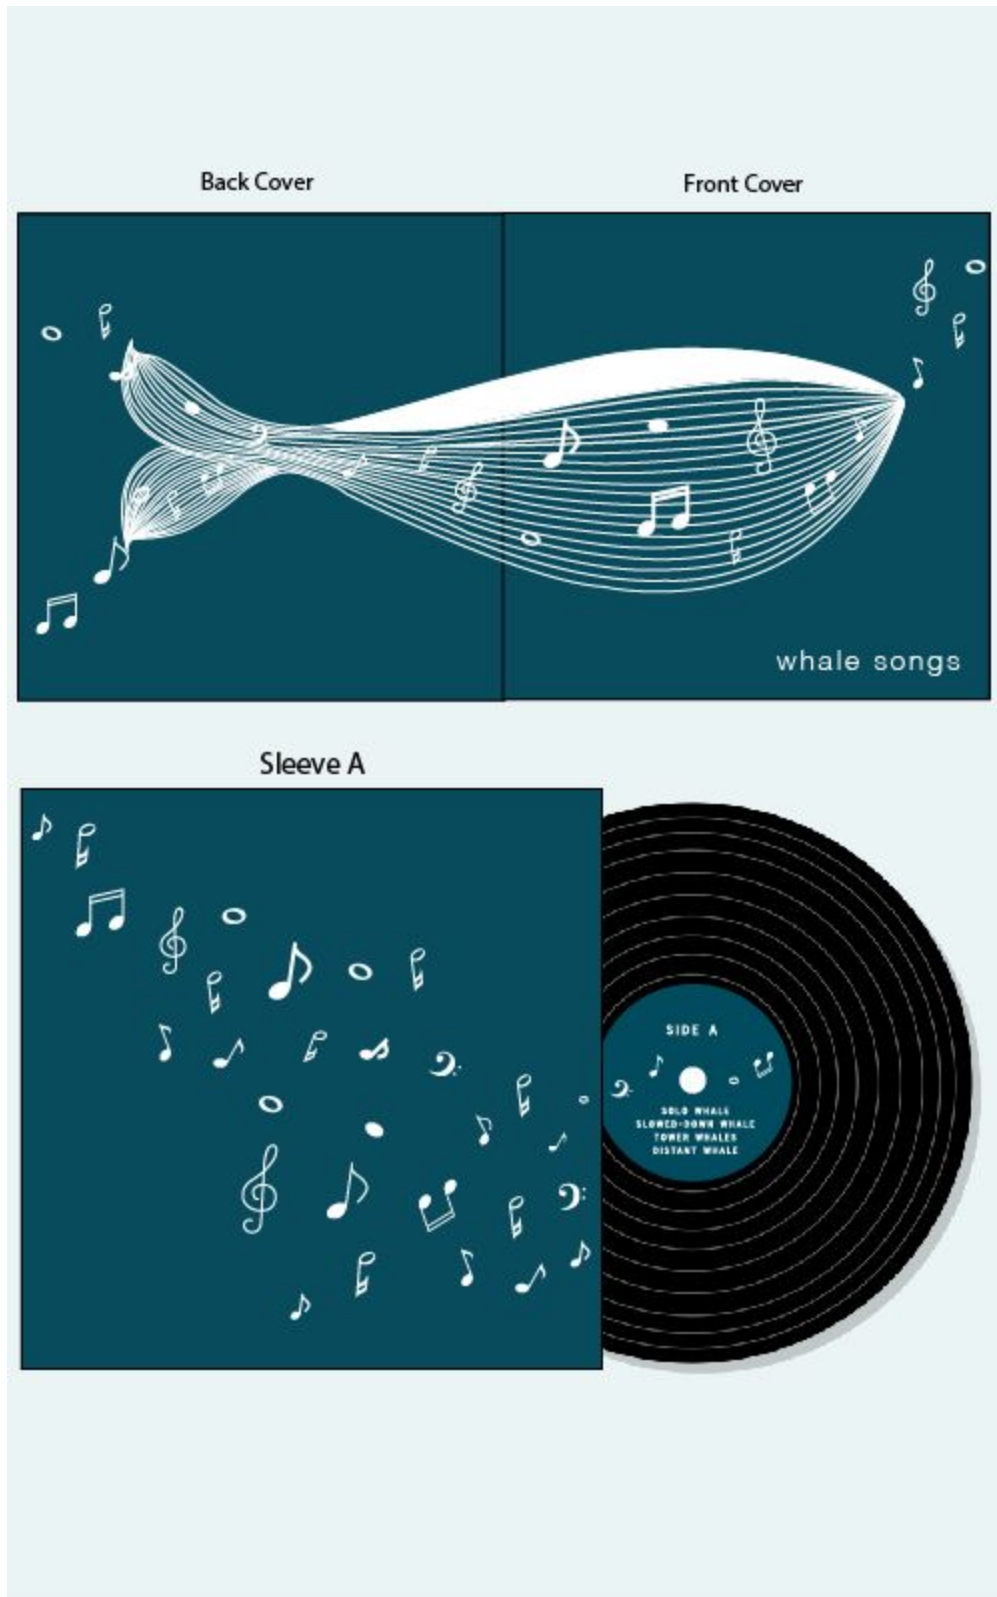 Back Cover
Front Cover
whale songs
Sleeve A
SIDE A
SOLO WHALE
SLOWED-DOWN WHALE
TOWER WHALES
DISTANT WHALE